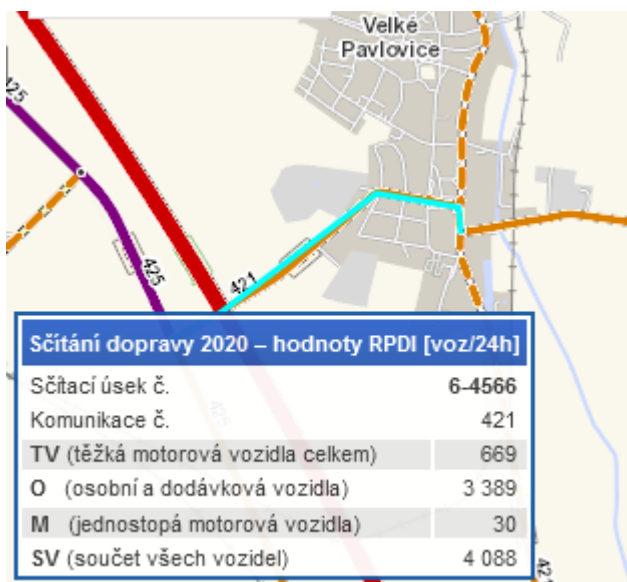 Velké
Pavlovice
425
421
425
Sčítání dopravy 2020 – hodnoty RPDI [voz/24h]
Sčítací úsek č. 6-4566
Komunikace č. 421
TV (těžká motorová vozidla celkem) 669
O (osobní a dodávková vozidla) 3 389
M (jednostopá motorová vozidla) 30
SV (součet všech vozidel) 4 088
425
421